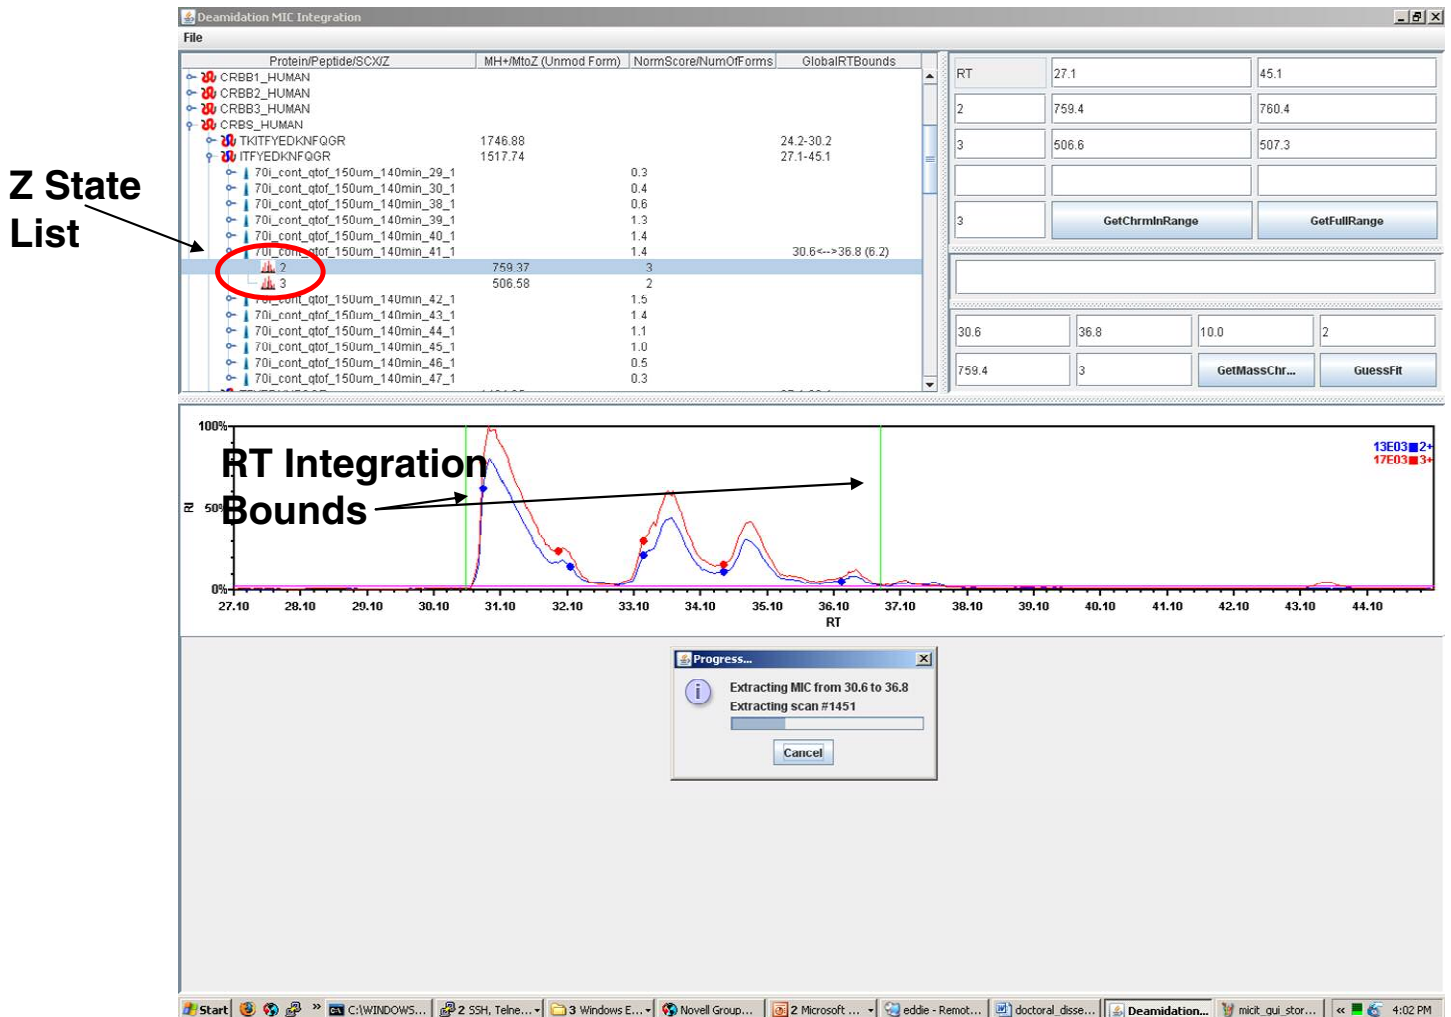 Deamidation MIC Integration
File
Protein/Peptide/SCX/Z MH+/MtoZ (Unmod Form) NormScore/NumOfForms GlobalRTBounds
CRBB1_HUMAN
CRBB2_HUMAN
CRBB3_HUMAN
CRBS_HUMAN
TKITFYEDKNFQGR 1746.88 24.2-30.2
ITFYEDKNFQGR 1517.74 27.1-45.1
70i_cont_qtof_150um_140min_29_1 0.3
70i_cont_qtof_150um_140min_30_1 0.4
70i_cont_qtof_150um_140min_38_1 0.6
70i_cont_qtof_150um_140min_39_1 1.3
70i_cont_qtof_150um_140min_40_1 1.4
70i_cont_qtof_150um_140min_41_1 1.4 30.6<-->36.8 (6.2)
2 759.37 3
3 506.58 2
70i_cont_qtof_150um_140min_42_1 1.5
70i_cont_qtof_150um_140min_43_1 1.4
70i_cont_qtof_150um_140min_44_1 1.1
70i_cont_qtof_150um_140min_45_1 1.0
70i_cont_qtof_150um_140min_46_1 0.5
70i_cont_qtof_150um_140min_47_1 0.3
Z State
List
RT 27.1 45.1
2 759.4 760.4
3 506.6 507.3
3 GetChrmInRange GetFullRange
30.6 36.8 10.0 2
759.4 3 GetMassChr... GuessFit
100%
50%
0%
RI
RT Integration
Bounds
13E03 2+
17E03 3+
27.10 28.10 29.10 30.10 31.10 32.10 33.10 34.10 35.10 36.10 37.10 38.10 39.10 40.10 41.10 42.10 43.10 44.10
RT
Progress...
Extracting MIC from 30.6 to 36.8
Extracting scan #1451
Cancel
Start » C:\WINDOWS... 2 SSH, Telne... 3 Windows E... Novell Group... 2 Microsoft ... eddie - Remot... doctoral_disse... Deamidation... micit_gui_stor... « 4:02 PM